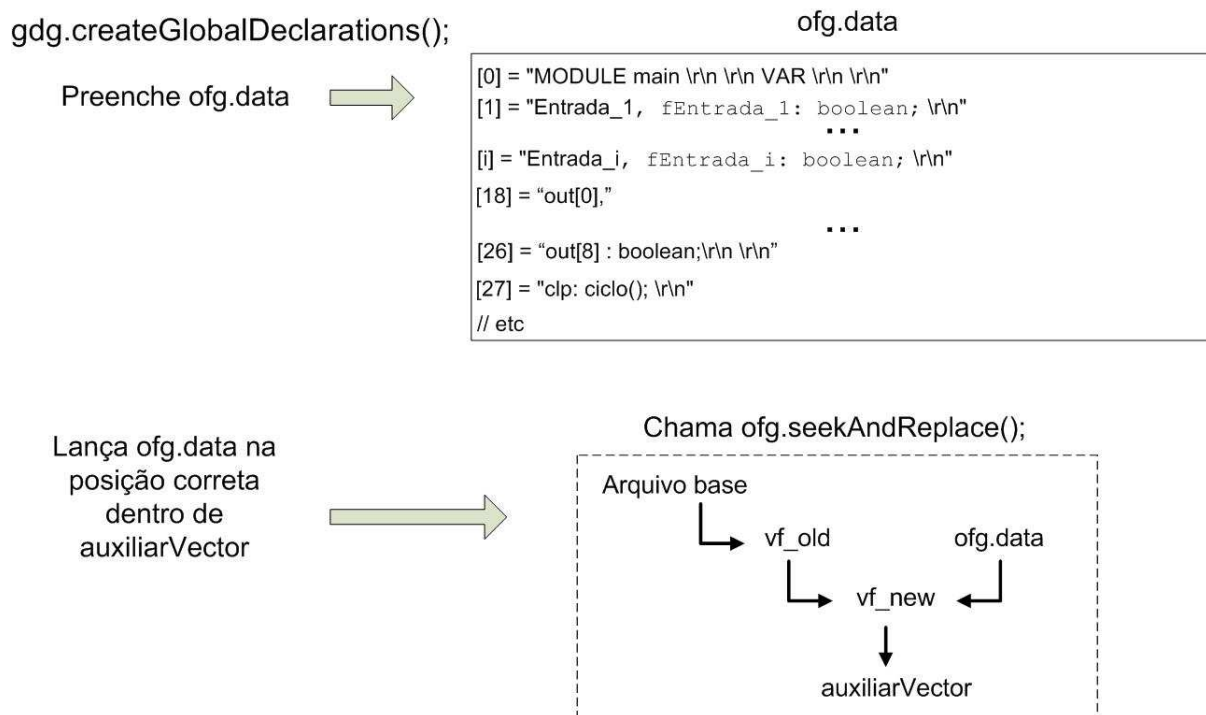 gdg.createGlobalDeclarations();
ofg.data
Preenche ofg.data
[0] = "MODULE main \r\n \r\n VAR \r\n \r\n"
[1] = "Entrada_1, fEntrada_1: boolean; \r\n"
...
[i] = "Entrada_i, fEntrada_i: boolean; \r\n"
[18] = “out[0],”
...
[26] = “out[8] : boolean;\r\n \r\n”
[27] = "clp: ciclo(); \r\n"
// etc
Lança ofg.data na
posição correta
dentro de
auxiliarVector
Chama ofg.seekAndReplace();
Arquivo base
vf_old
ofg.data
vf_new
auxiliarVector